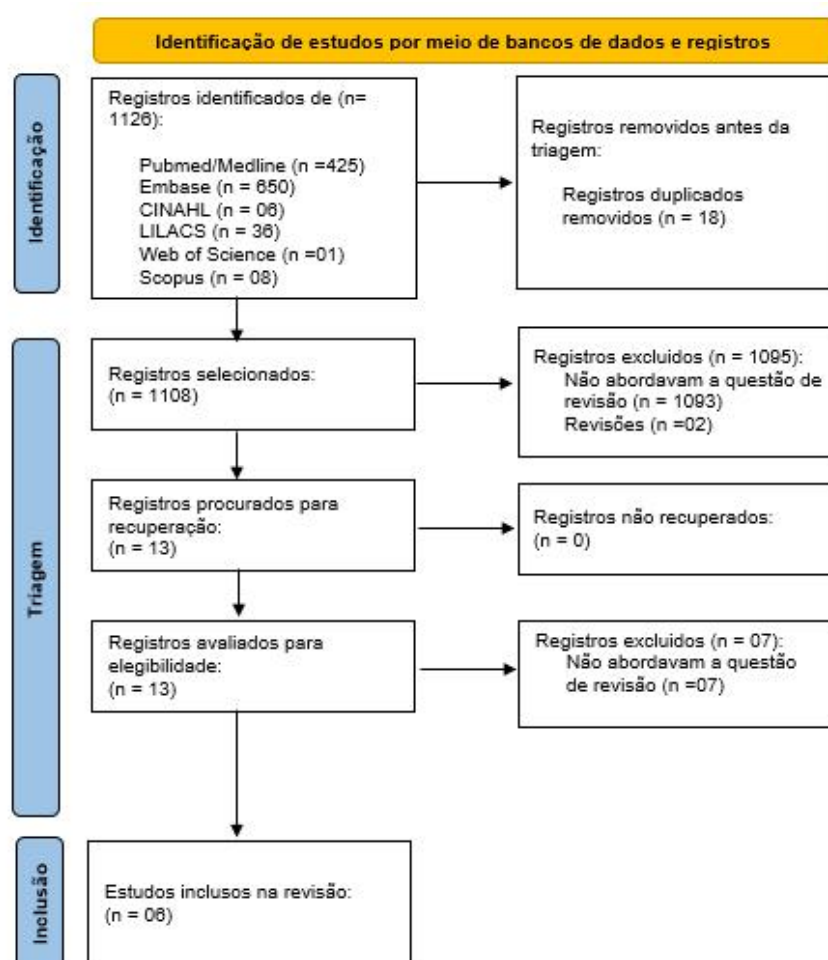 Identificação de estudos por meio de bancos de dados e registros
Identificação
Registros identificados de (n=
1126):
Pubmed/Medline (n =425)
Embase (n = 650)
CINAHL (n = 06)
LILACS (n = 36)
Web of Science (n =01)
Scopus (n = 08)
Registros removidos antes da
triagem:
Registros duplicados
removidos (n = 18)
Triagem
Registros selecionados:
(n = 1108)
Registros excluidos (n = 1095):
Não abordavam a questão de
revisão (n = 1093)
Revisões (n =02)
Registros procurados para
recuperação:
(n = 13)
Registros não recuperados:
(n = 0)
Registros avaliados para
elegibilidade:
(n = 13)
Registros excluidos (n = 07):
Não abordavam a questão
de revisão (n =07)
Inclusão
Estudos inclusos na revisão:
(n = 06)